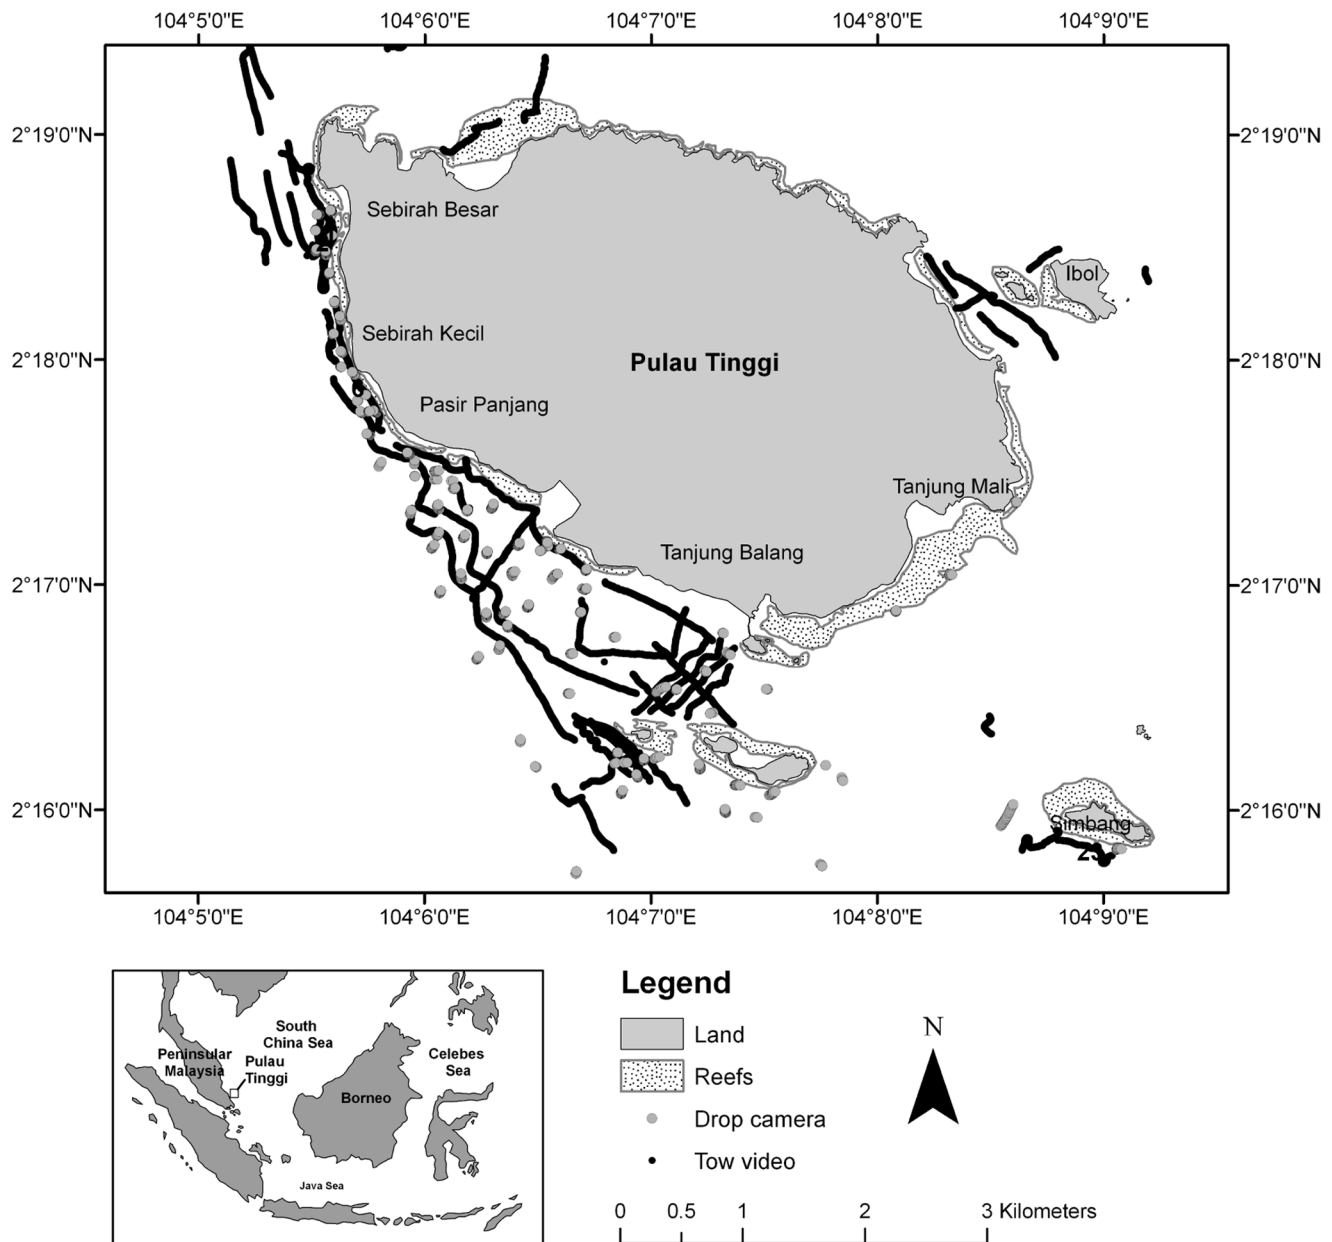 104°5'0"E 104°6'0"E 104°7'0"E 104°8'0"E 104°9'0"E
2°19'0"N 2°19'0"N
Sebirah Besar
Ibol
Sebirah Kecil
2°18'0"N 2°18'0"N
Pulau Tinggi
Pasir Panjang
Tanjung Mali
Tanjung Balang
2°17'0"N 2°17'0"N
2°16'0"N 2°16'0"N
Simbang
104°5'0"E 104°6'0"E 104°7'0"E 104°8'0"E 104°9'0"E
South
China Sea
Peninsular
Malaysia
Pulau
Tinggi
Celebes
Sea
Borneo
Java Sea
Legend
Land
Reefs
Drop camera
Tow video
N
0 0.5 1 2 3 Kilometers